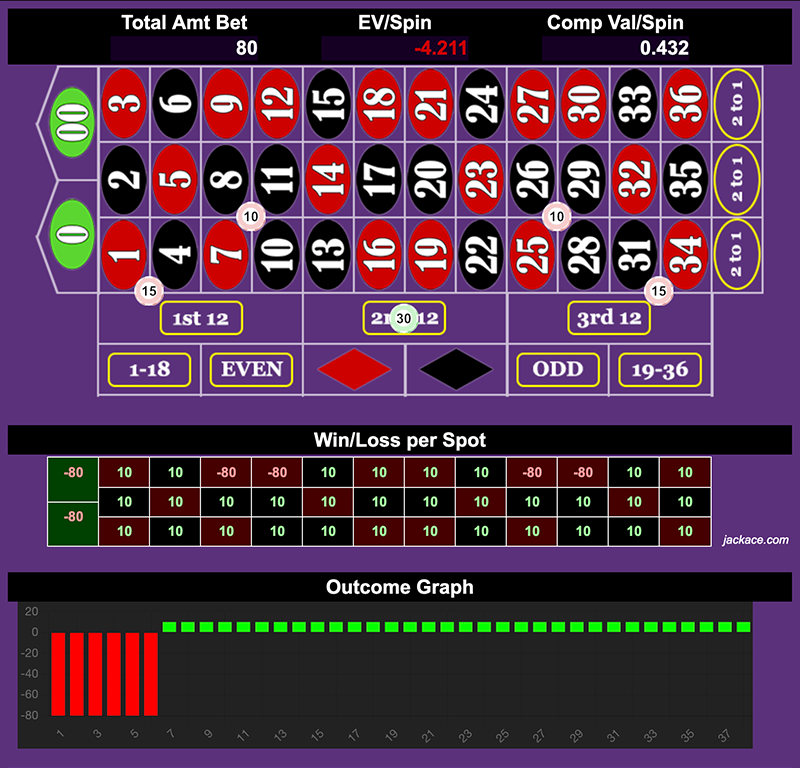 Total Amt Bet EV/Spin Comp Val/Spin
80 -4.211 0.432
00 3 6 9 12 15 18 21 24 27 30 33 36 2 to 1
2 5 8 11 14 17 20 23 26 29 32 35 2 to 1
10 10
0 1 4 7 10 13 16 19 22 25 28 31 34 2 to 1
15 15
1st 12 2 30 12 3rd 12
1-18 EVEN ODD 19-36
Win/Loss per Spot
-80 10 10 -80 -80 10 10 10 10 -80 -80 10 10
10 10 10 10 10 10 10 10 10 10 10 10
-80 10 10 10 10 10 10 10 10 10 10 10 10
jackace.com
Outcome Graph
20
0
-20
-40
-60
-80
1 3 5 7 9 11 13 15 17 19 21 23 25 27 29 31 33 35 37